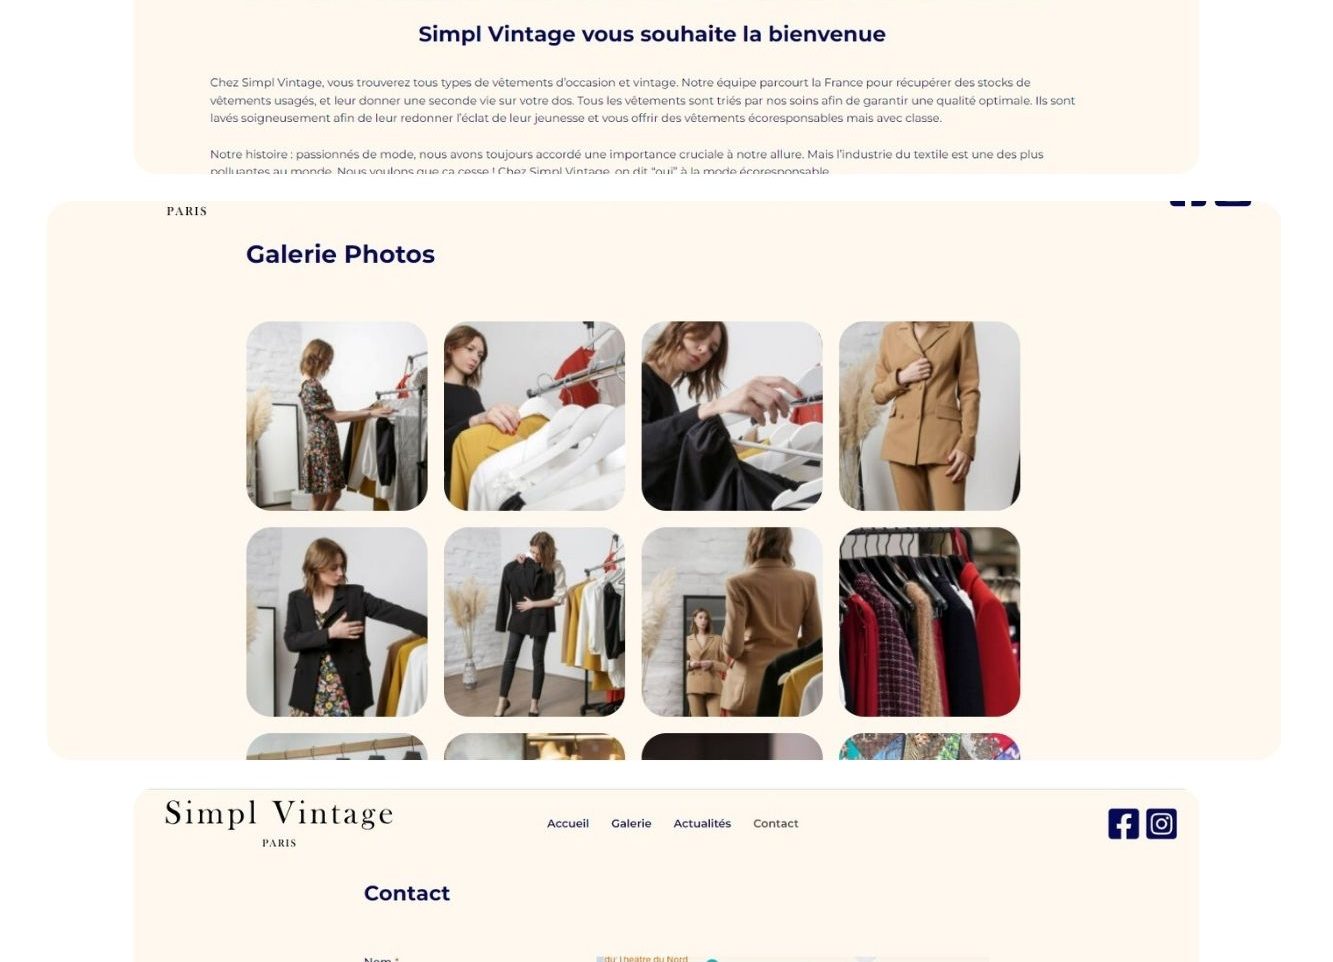 Simpl Vintage vous souhaite la bienvenue
Chez Simpl Vintage, vous trouverez tous types de vêtements d’occasion et vintage. Notre équipe parcourt la France pour récupérer des stocks de
vêtements usagés, et leur donner une seconde vie sur votre dos. Tous les vêtements sont triés par nos soins afin de garantir une qualité optimale. Ils sont
lavés soigneusement afin de leur redonner l’éclat de leur jeunesse et vous offrir des vêtements écoresponsables mais avec classe.
Notre histoire : passionnés de mode, nous avons toujours accordé une importance cruciale à notre allure. Mais l’industrie du textile est une des plus
polluantes au monde. Nous voulons que ça cesse ! Chez Simpl Vintage, on dit “oui” à la mode écoresponsable
PARIS
Galerie Photos
Simpl Vintage
PARIS
Accueil Galerie Actualités Contact
Contact
Nom *
du Théâtre du Nord